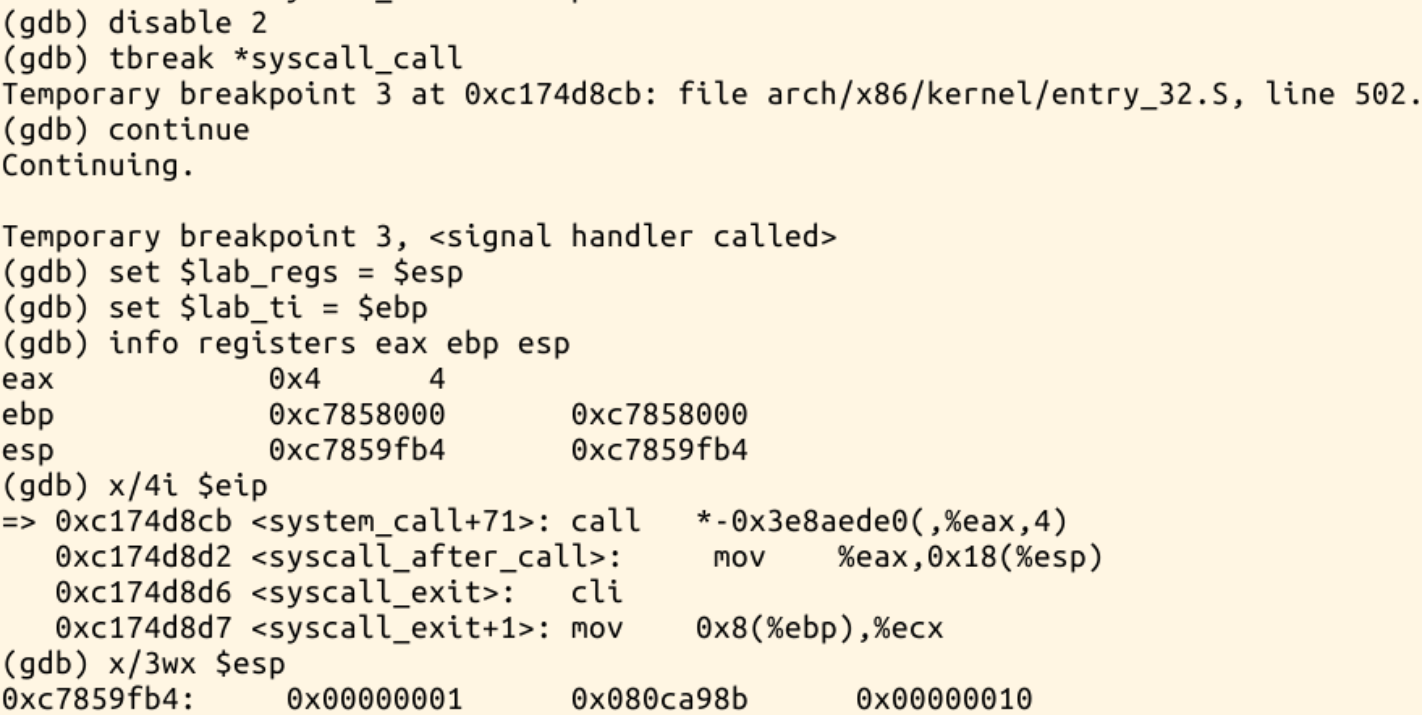 (gdb) disable 2
(gdb) tbreak *syscall_call
Temporary breakpoint 3 at 0xc174d8cb: file arch/x86/kernel/entry_32.S, line 502.
(gdb) continue
Continuing.
Temporary breakpoint 3, <signal handler called>
(gdb) set $lab_regs = $esp
(gdb) set $lab_ti = $ebp
(gdb) info registers eax ebp esp
eax            0x4      4
ebp            0xc7858000       0xc7858000
esp            0xc7859fb4       0xc7859fb4
(gdb) x/4i $eip
=> 0xc174d8cb <system_call+71>: call   *-0x3e8aede0(,%eax,4)
   0xc174d8d2 <syscall_after_call>:     mov    %eax,0x18(%esp)
   0xc174d8d6 <syscall_exit>:   cli
   0xc174d8d7 <syscall_exit+1>: mov    0x8(%ebp),%ecx
(gdb) x/3wx $esp
0xc7859fb4:     0x00000001      0x080ca98b      0x00000010